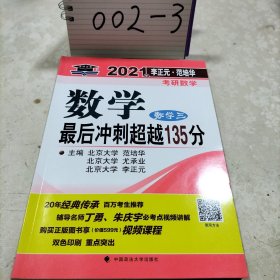 002-3
2021 李正元·范培华
考研数学
数学 数学三
最后冲刺超越135分
主编 北京大学 范培华
北京大学 尤承业
北京大学 李正元
20年经典传承 百万考生推荐
辅导名师丁勇、朱庆宇必考点视频讲解
购买正版图书享(价值599元)视频课程
双色印刷 重点突出
中国政法大学出版社